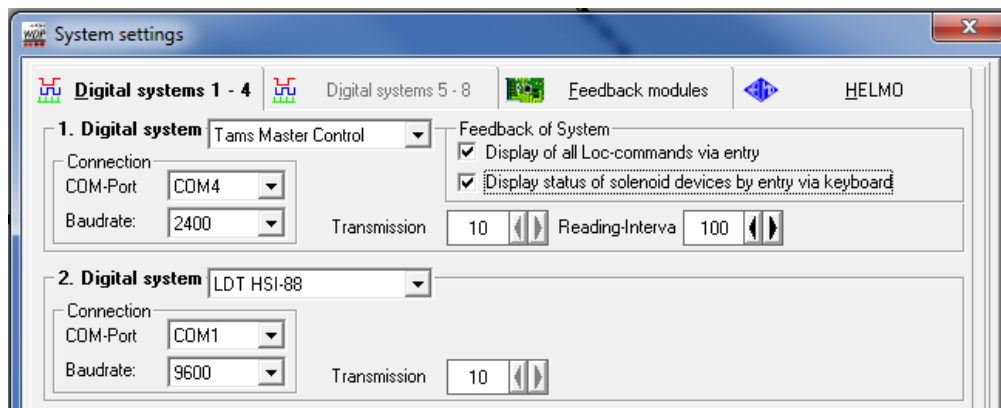 WDP System settings
Digital systems 1 - 4 Digital systems 5 - 8 Feedback modules HELMO
1. Digital system Tams Master Control
Feedback of System
Display of all Loc-commands via entry
Display status of solenoid devices by entry via keyboard
Connection
COM-Port COM4
Baudrate: 2400
Transmission 10 Reading-Interva 100
2. Digital system LDT HSI-88
Connection
COM-Port COM1
Baudrate: 9600
Transmission 10